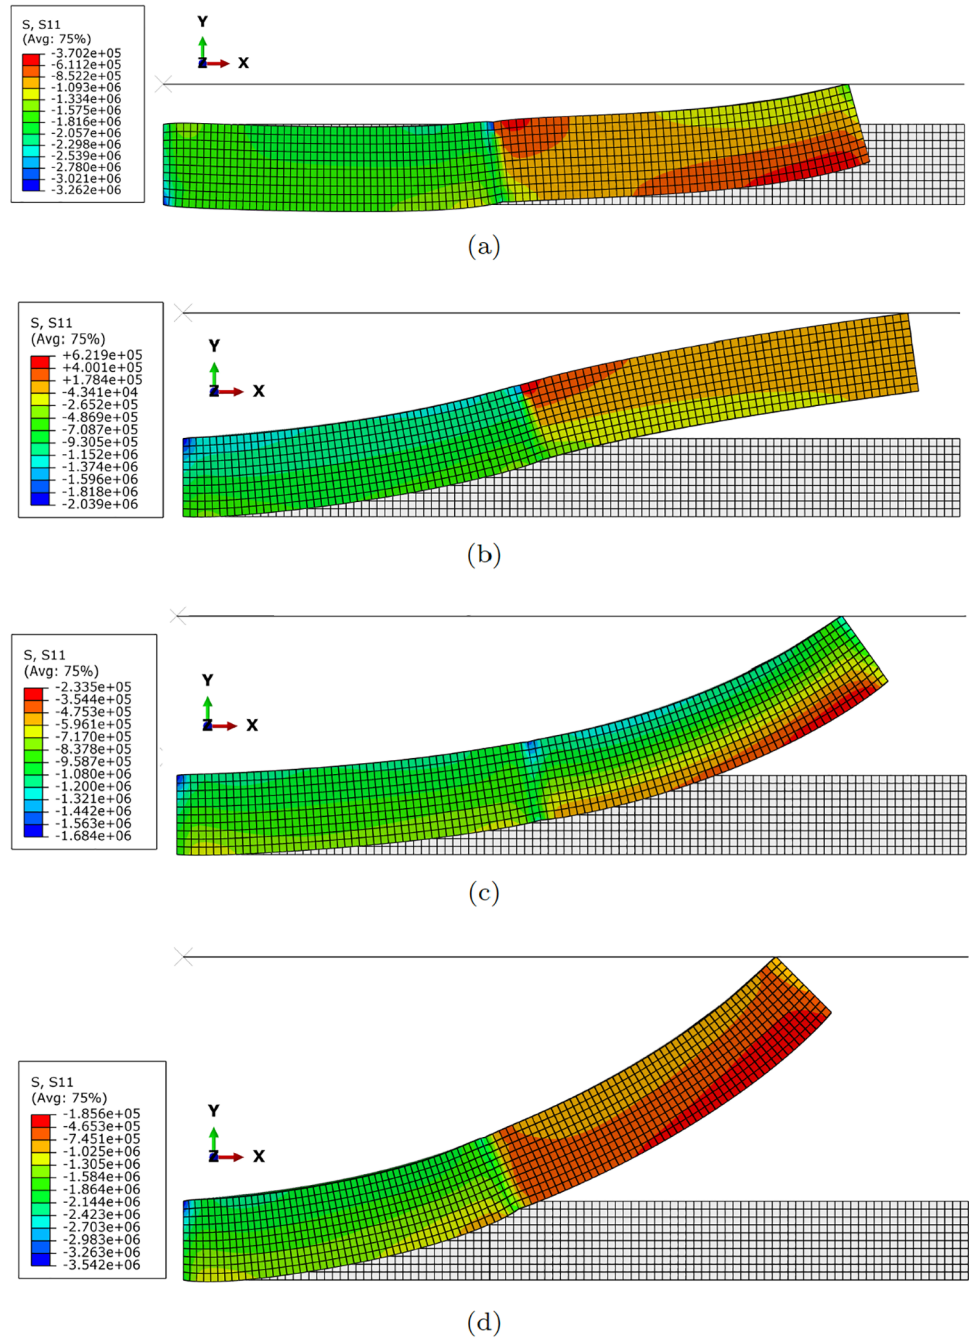 S, S11
(Avg: 75%)
-3.702e+05
-6.112e+05
-8.522e+05
-1.093e+06
-1.334e+06
-1.575e+06
-1.816e+06
-2.057e+06
-2.298e+06
-2.539e+06
-2.780e+06
-3.021e+06
-3.262e+06
Y
Z X
(a)
S, S11
(Avg: 75%)
+6.219e+05
+4.001e+05
+1.784e+05
-4.341e+04
-2.652e+05
-4.869e+05
-7.087e+05
-9.305e+05
-1.152e+06
-1.374e+06
-1.596e+06
-1.818e+06
-2.039e+06
Y
Z X
(b)
S, S11
(Avg: 75%)
-2.335e+05
-3.544e+05
-4.753e+05
-5.961e+05
-7.170e+05
-8.378e+05
-9.587e+05
-1.080e+06
-1.200e+06
-1.321e+06
-1.442e+06
-1.563e+06
-1.684e+06
Y
Z X
(c)
S, S11
(Avg: 75%)
-1.856e+05
-4.653e+05
-7.451e+05
-1.025e+06
-1.305e+06
-1.584e+06
-1.864e+06
-2.144e+06
-2.423e+06
-2.703e+06
-2.983e+06
-3.263e+06
-3.542e+06
Y
Z X
(d)